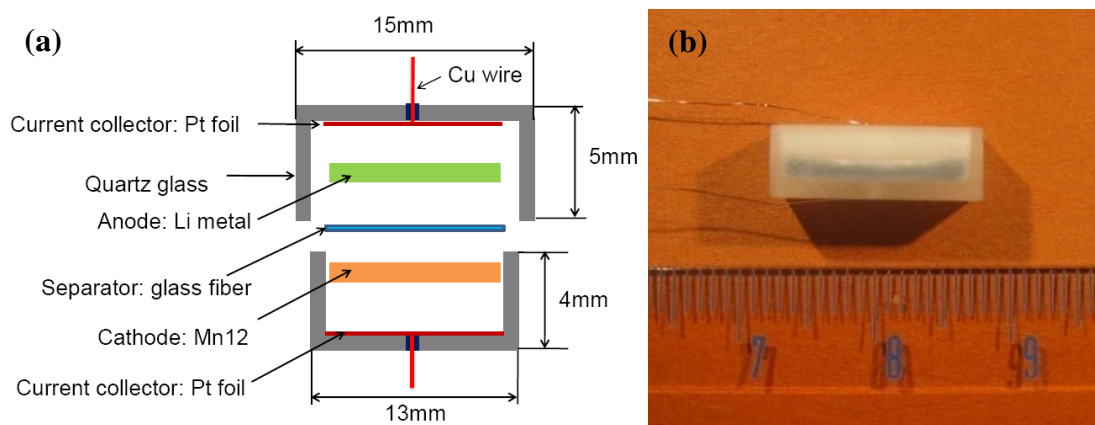 (a)
15mm
Cu wire
Current collector: Pt foil
5mm
Quartz glass
Anode: Li metal
Separator: glass fiber
4mm
Cathode: Mn12
Current collector: Pt foil
13mm
(b)
7 8 9